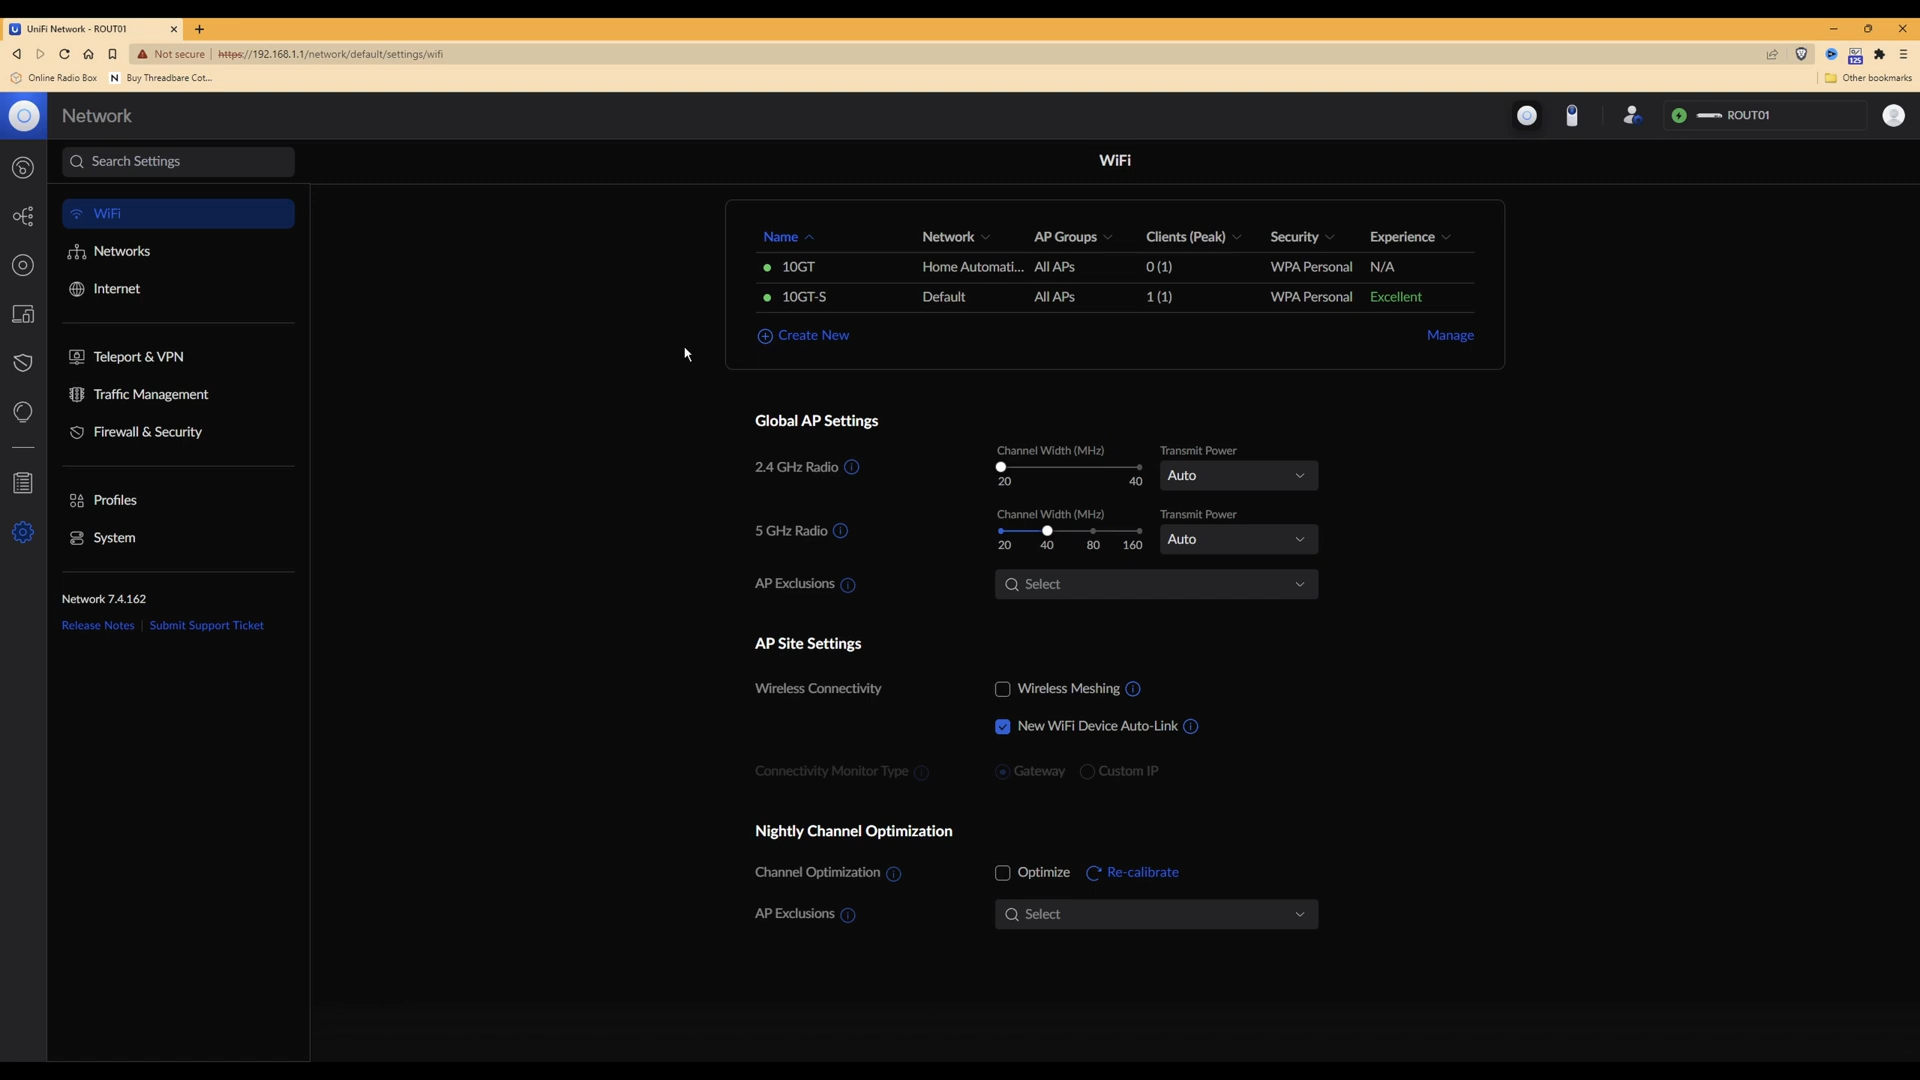 UniFi Network - ROUT01
Not secure https://192.168.1.1/network/default/settings/wifi
125
Online Radio Box
N Buy Threadbare Cot...
Other bookmarks
Network
ROUT01
Search Settings
WiFi
WiFi
Networks
Internet
Teleport & VPN
Traffic Management
Firewall & Security
Profiles
System
Network 7.4.162
Release Notes | Submit Support Ticket
Name Network AP Groups Clients (Peak) Security Experience
10GT Home Automati... All APs 0 (1) WPA Personal N/A
10GT-S Default All APs 1 (1) WPA Personal Excellent
Create New Manage
Global AP Settings
Channel Width (MHz) Transmit Power
2.4 GHz Radio Auto
20 40
Channel Width (MHz) Transmit Power
5 GHz Radio Auto
20 40 80 160
AP Exclusions Select
AP Site Settings
Wireless Connectivity Wireless Meshing
New WiFi Device Auto-Link
Connectivity Monitor Type Gateway Custom IP
Nightly Channel Optimization
Channel Optimization Optimize Re-calibrate
AP Exclusions Select